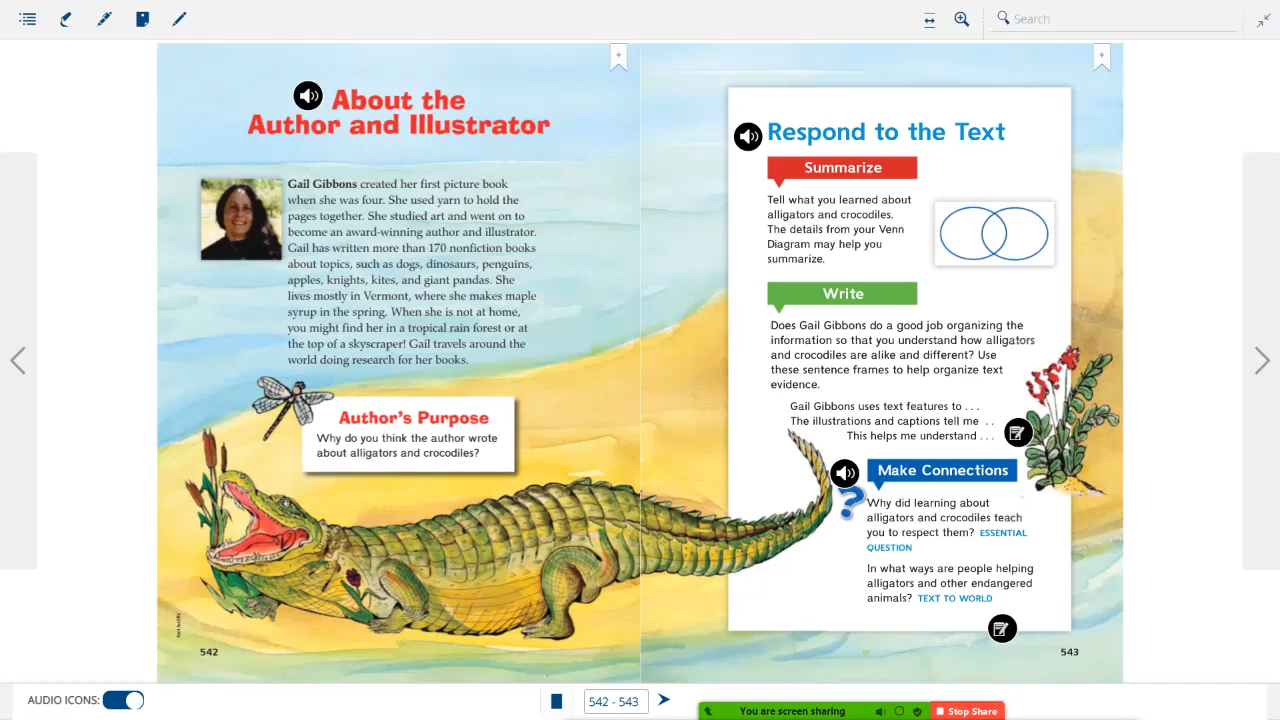 Search
About the
Author and Illustrator
Gail Gibbons created her first picture book
when she was four. She used yarn to hold the
pages together. She studied art and went on to
become an award-winning author and illustrator.
Gail has written more than 170 nonfiction books
about topics, such as dogs, dinosaurs, penguins,
apples, knights, kites, and giant pandas. She
lives mostly in Vermont, where she makes maple
syrup in the spring. When she is not at home,
you might find her in a tropical rain forest or at
the top of a skyscraper! Gail travels around the
world doing research for her books.
Author's Purpose
Why do you think the author wrote
about alligators and crocodiles?
542
Respond to the Text
Summarize
Tell what you learned about
alligators and crocodiles.
The details from your Venn
Diagram may help you
summarize.
Write
Does Gail Gibbons do a good job organizing the
information so that you understand how alligators
and crocodiles are alike and different? Use
these sentence frames to help organize text
evidence.
Gail Gibbons uses text features to . . .
The illustrations and captions tell me . .
This helps me understand . . .
Make Connections
?
Why did learning about
alligators and crocodiles teach
you to respect them? ESSENTIAL
QUESTION
In what ways are people helping
alligators and other endangered
animals? TEXT TO WORLD
543
AUDIO ICONS:
542 - 543
You are screen sharing
Stop Share